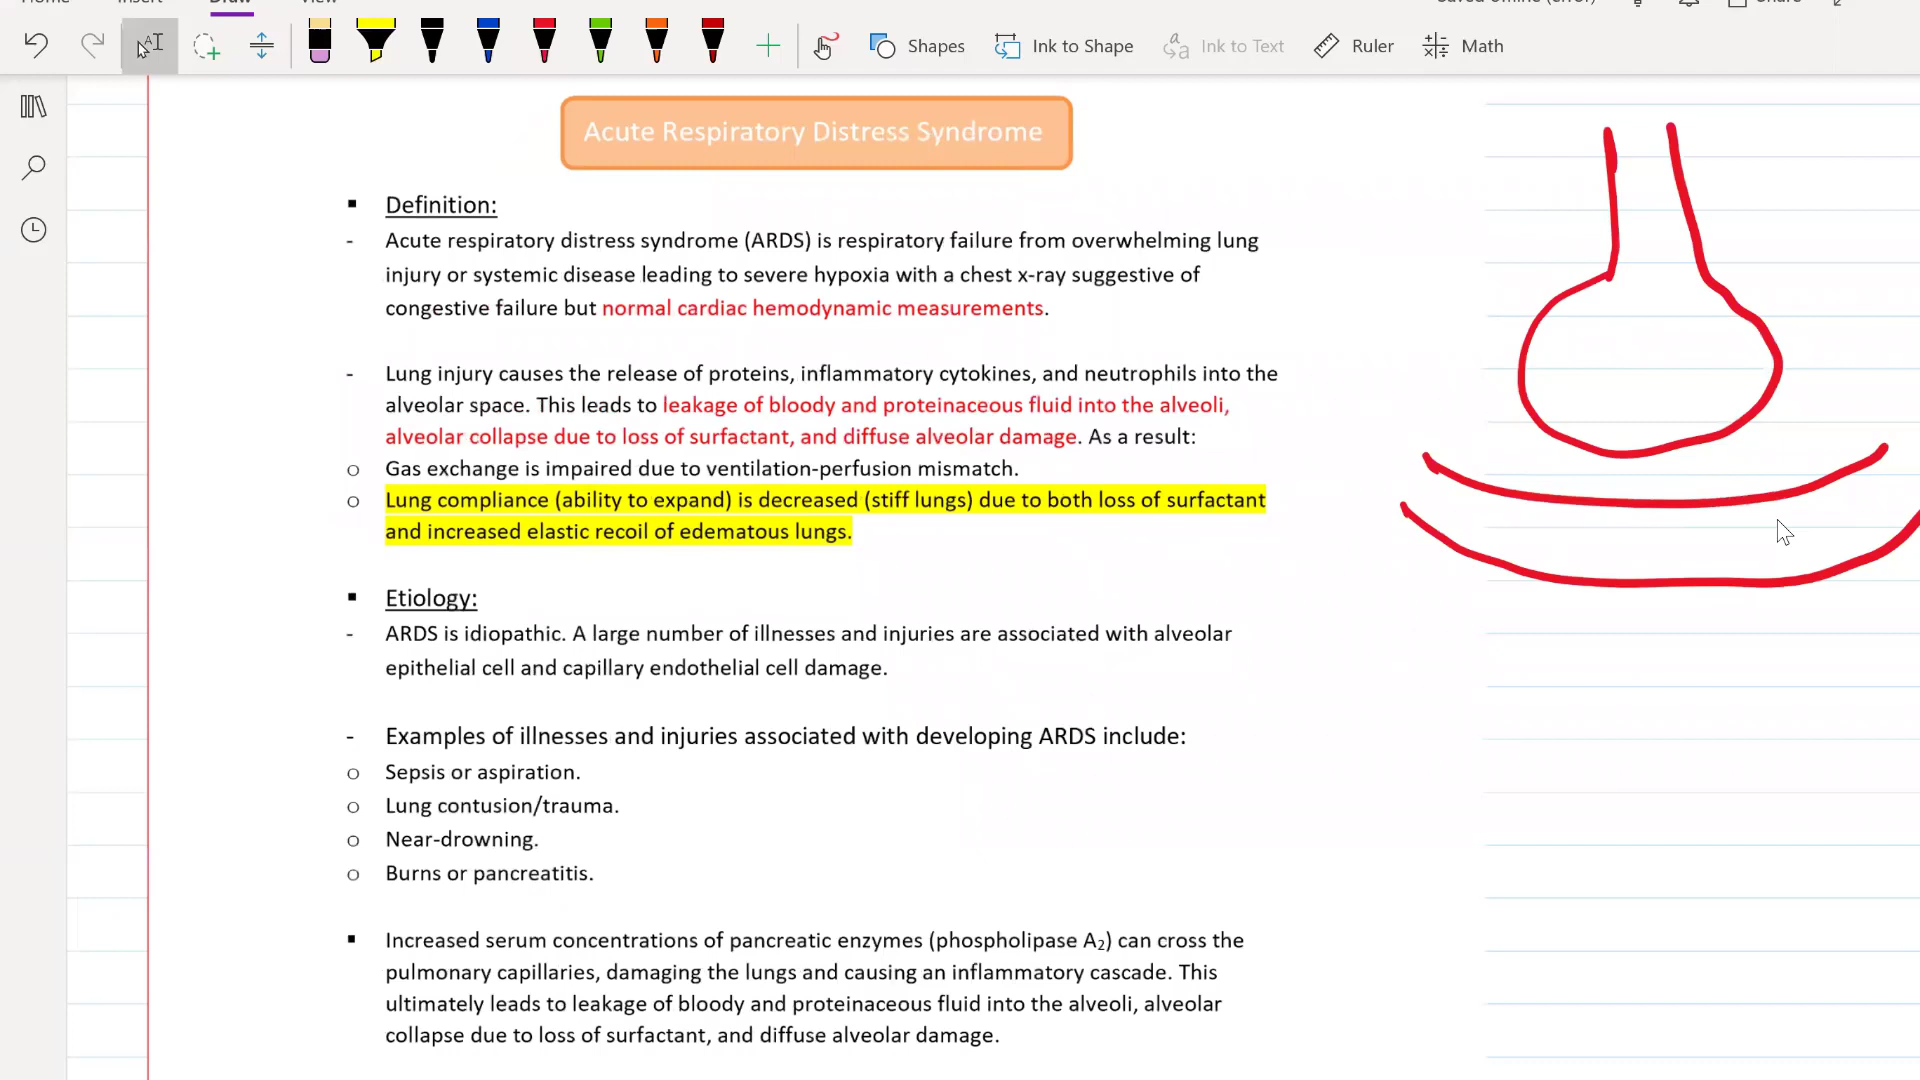 Home Insert Draw View Saved online (error) Share
Shapes Ink to Shape Ink to Text Ruler Math
Acute Respiratory Distress Syndrome
▪ Definition:
- Acute respiratory distress syndrome (ARDS) is respiratory failure from overwhelming lung
injury or systemic disease leading to severe hypoxia with a chest x-ray suggestive of
congestive failure but normal cardiac hemodynamic measurements.
- Lung injury causes the release of proteins, inflammatory cytokines, and neutrophils into the
alveolar space. This leads to leakage of bloody and proteinaceous fluid into the alveoli,
alveolar collapse due to loss of surfactant, and diffuse alveolar damage. As a result:
o Gas exchange is impaired due to ventilation-perfusion mismatch.
o Lung compliance (ability to expand) is decreased (stiff lungs) due to both loss of surfactant
and increased elastic recoil of edematous lungs.
▪ Etiology:
- ARDS is idiopathic. A large number of illnesses and injuries are associated with alveolar
epithelial cell and capillary endothelial cell damage.
- Examples of illnesses and injuries associated with developing ARDS include:
o Sepsis or aspiration.
o Lung contusion/trauma.
o Near-drowning.
o Burns or pancreatitis.
▪ Increased serum concentrations of pancreatic enzymes (phospholipase A₂) can cross the
pulmonary capillaries, damaging the lungs and causing an inflammatory cascade. This
ultimately leads to leakage of bloody and proteinaceous fluid into the alveoli, alveolar
collapse due to loss of surfactant, and diffuse alveolar damage.